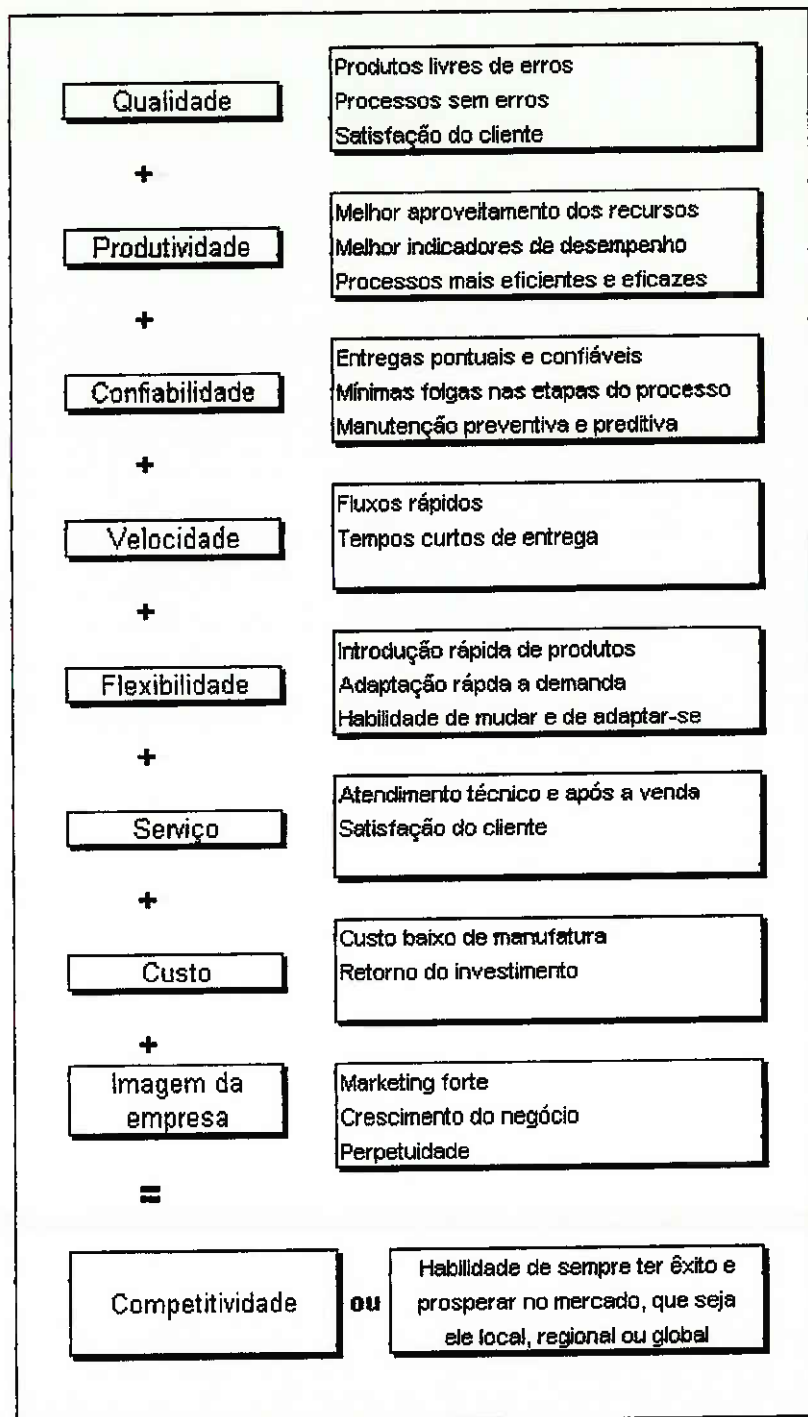 Qualidade
Produtos livres de erros
Processos sem erros
Satisfação do cliente
+
Produtividade
Melhor aproveitamento dos recursos
Melhor indicadores de desempenho
Processos mais eficientes e eficazes
+
Confiabilidade
Entregas pontuais e confiáveis
Mínimas folgas nas etapas do processo
Manutenção preventiva e preditiva
+
Velocidade
Fluxos rápidos
Tempos curtos de entrega
+
Flexibilidade
Introdução rápida de produtos
Adaptação rápda a demanda
Habilidade de mudar e de adaptar-se
+
Serviço
Atendimento técnico e após a venda
Satisfação do cliente
+
Custo
Custo baixo de manufatura
Retorno do investimento
+
Imagem da
empresa
Marketing forte
Crescimento do negócio
Perpetuidade
=
Competitividade
ou
Habilidade de sempre ter êxito e
prosperar no mercado, que seja
ele local, regional ou global